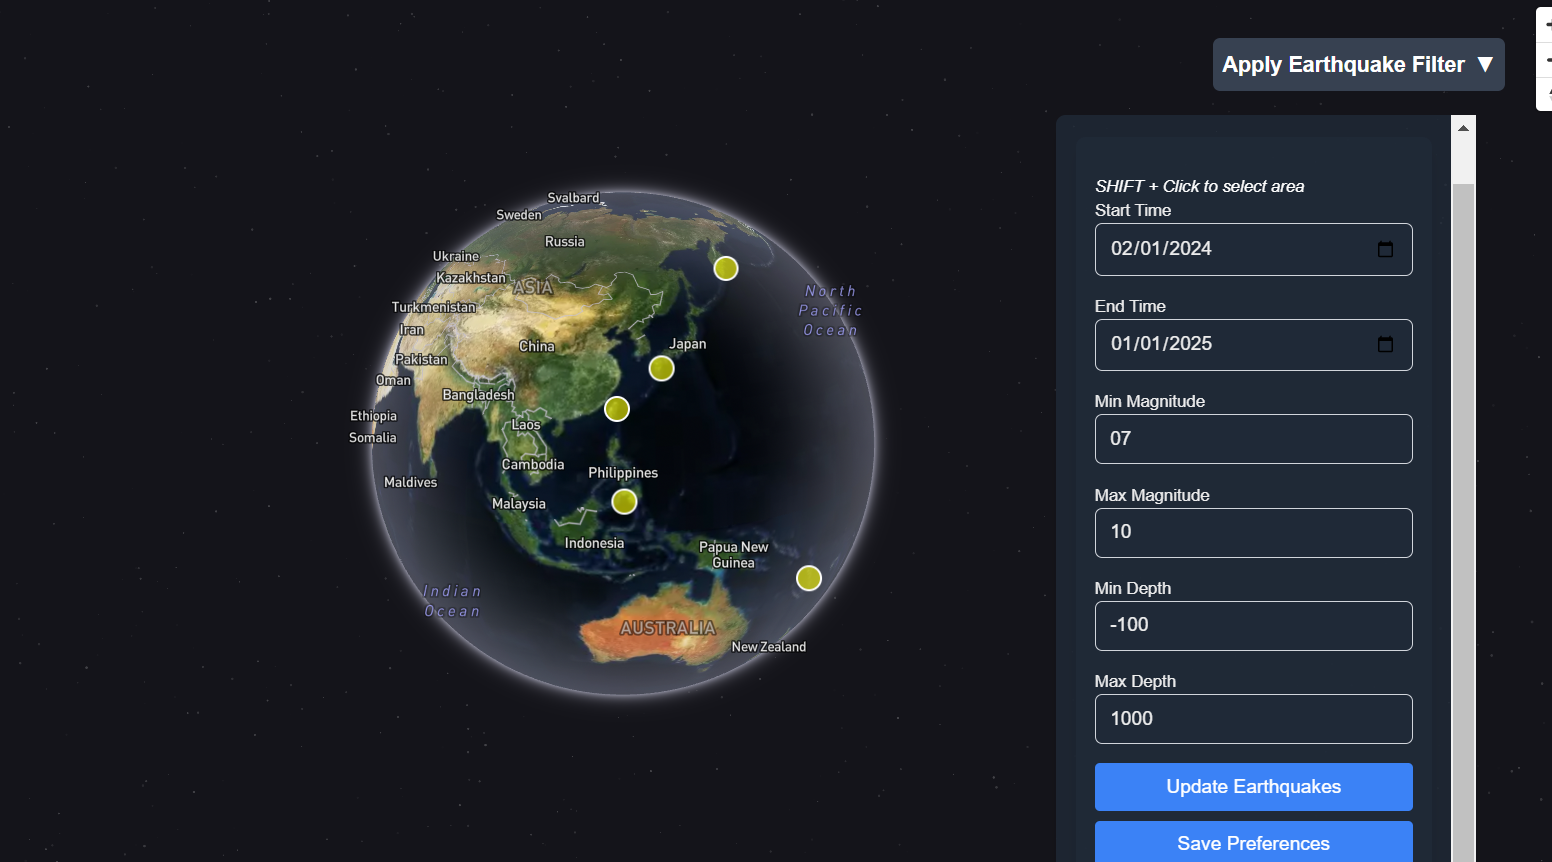 Apply Earthquake Filter ▼
SHIFT + Click to select area
Start Time
02/01/2024
End Time
01/01/2025
Min Magnitude
07
Max Magnitude
10
Min Depth
-100
Max Depth
1000
Update Earthquakes
Save Preferences
Svalbard
Sweden
Russia
Ukraine
Kazakhstan
ASIA
Turkmenistan
Iran
China
Japan
Pakistan
Oman
Bangladesh
Ethiopia
Laos
Somalia
Cambodia
Philippines
Maldives
Malaysia
Indonesia
Papua New
Guinea
North
Pacific
Ocean
Indian
Ocean
AUSTRALIA
New Zealand